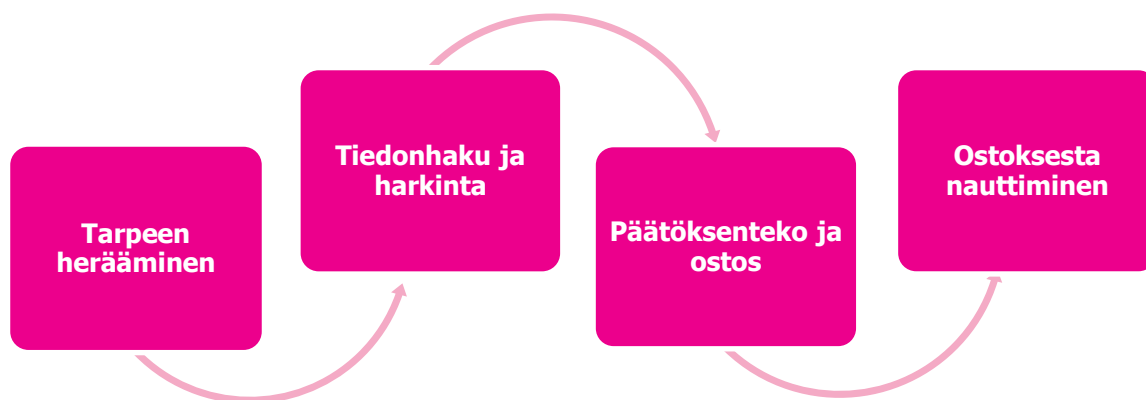 Tarpeen
herääminen
Tiedonhaku ja
harkinta
Päätöksenteko ja
ostos
Ostoksesta
nauttiminen